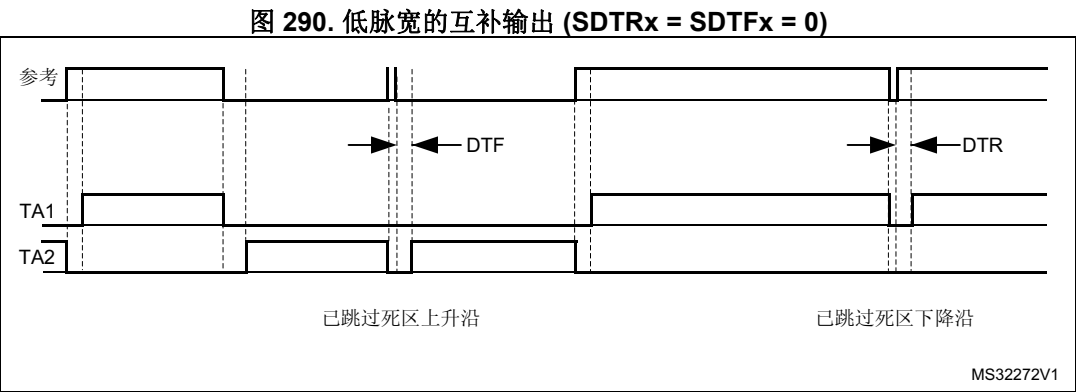 图 290. 低脉宽的互补输出 (SDTRx = SDTFx = 0)
参考
DTF
DTR
TA1
TA2
已跳过死区上升沿
已跳过死区下降沿
MS32272V1